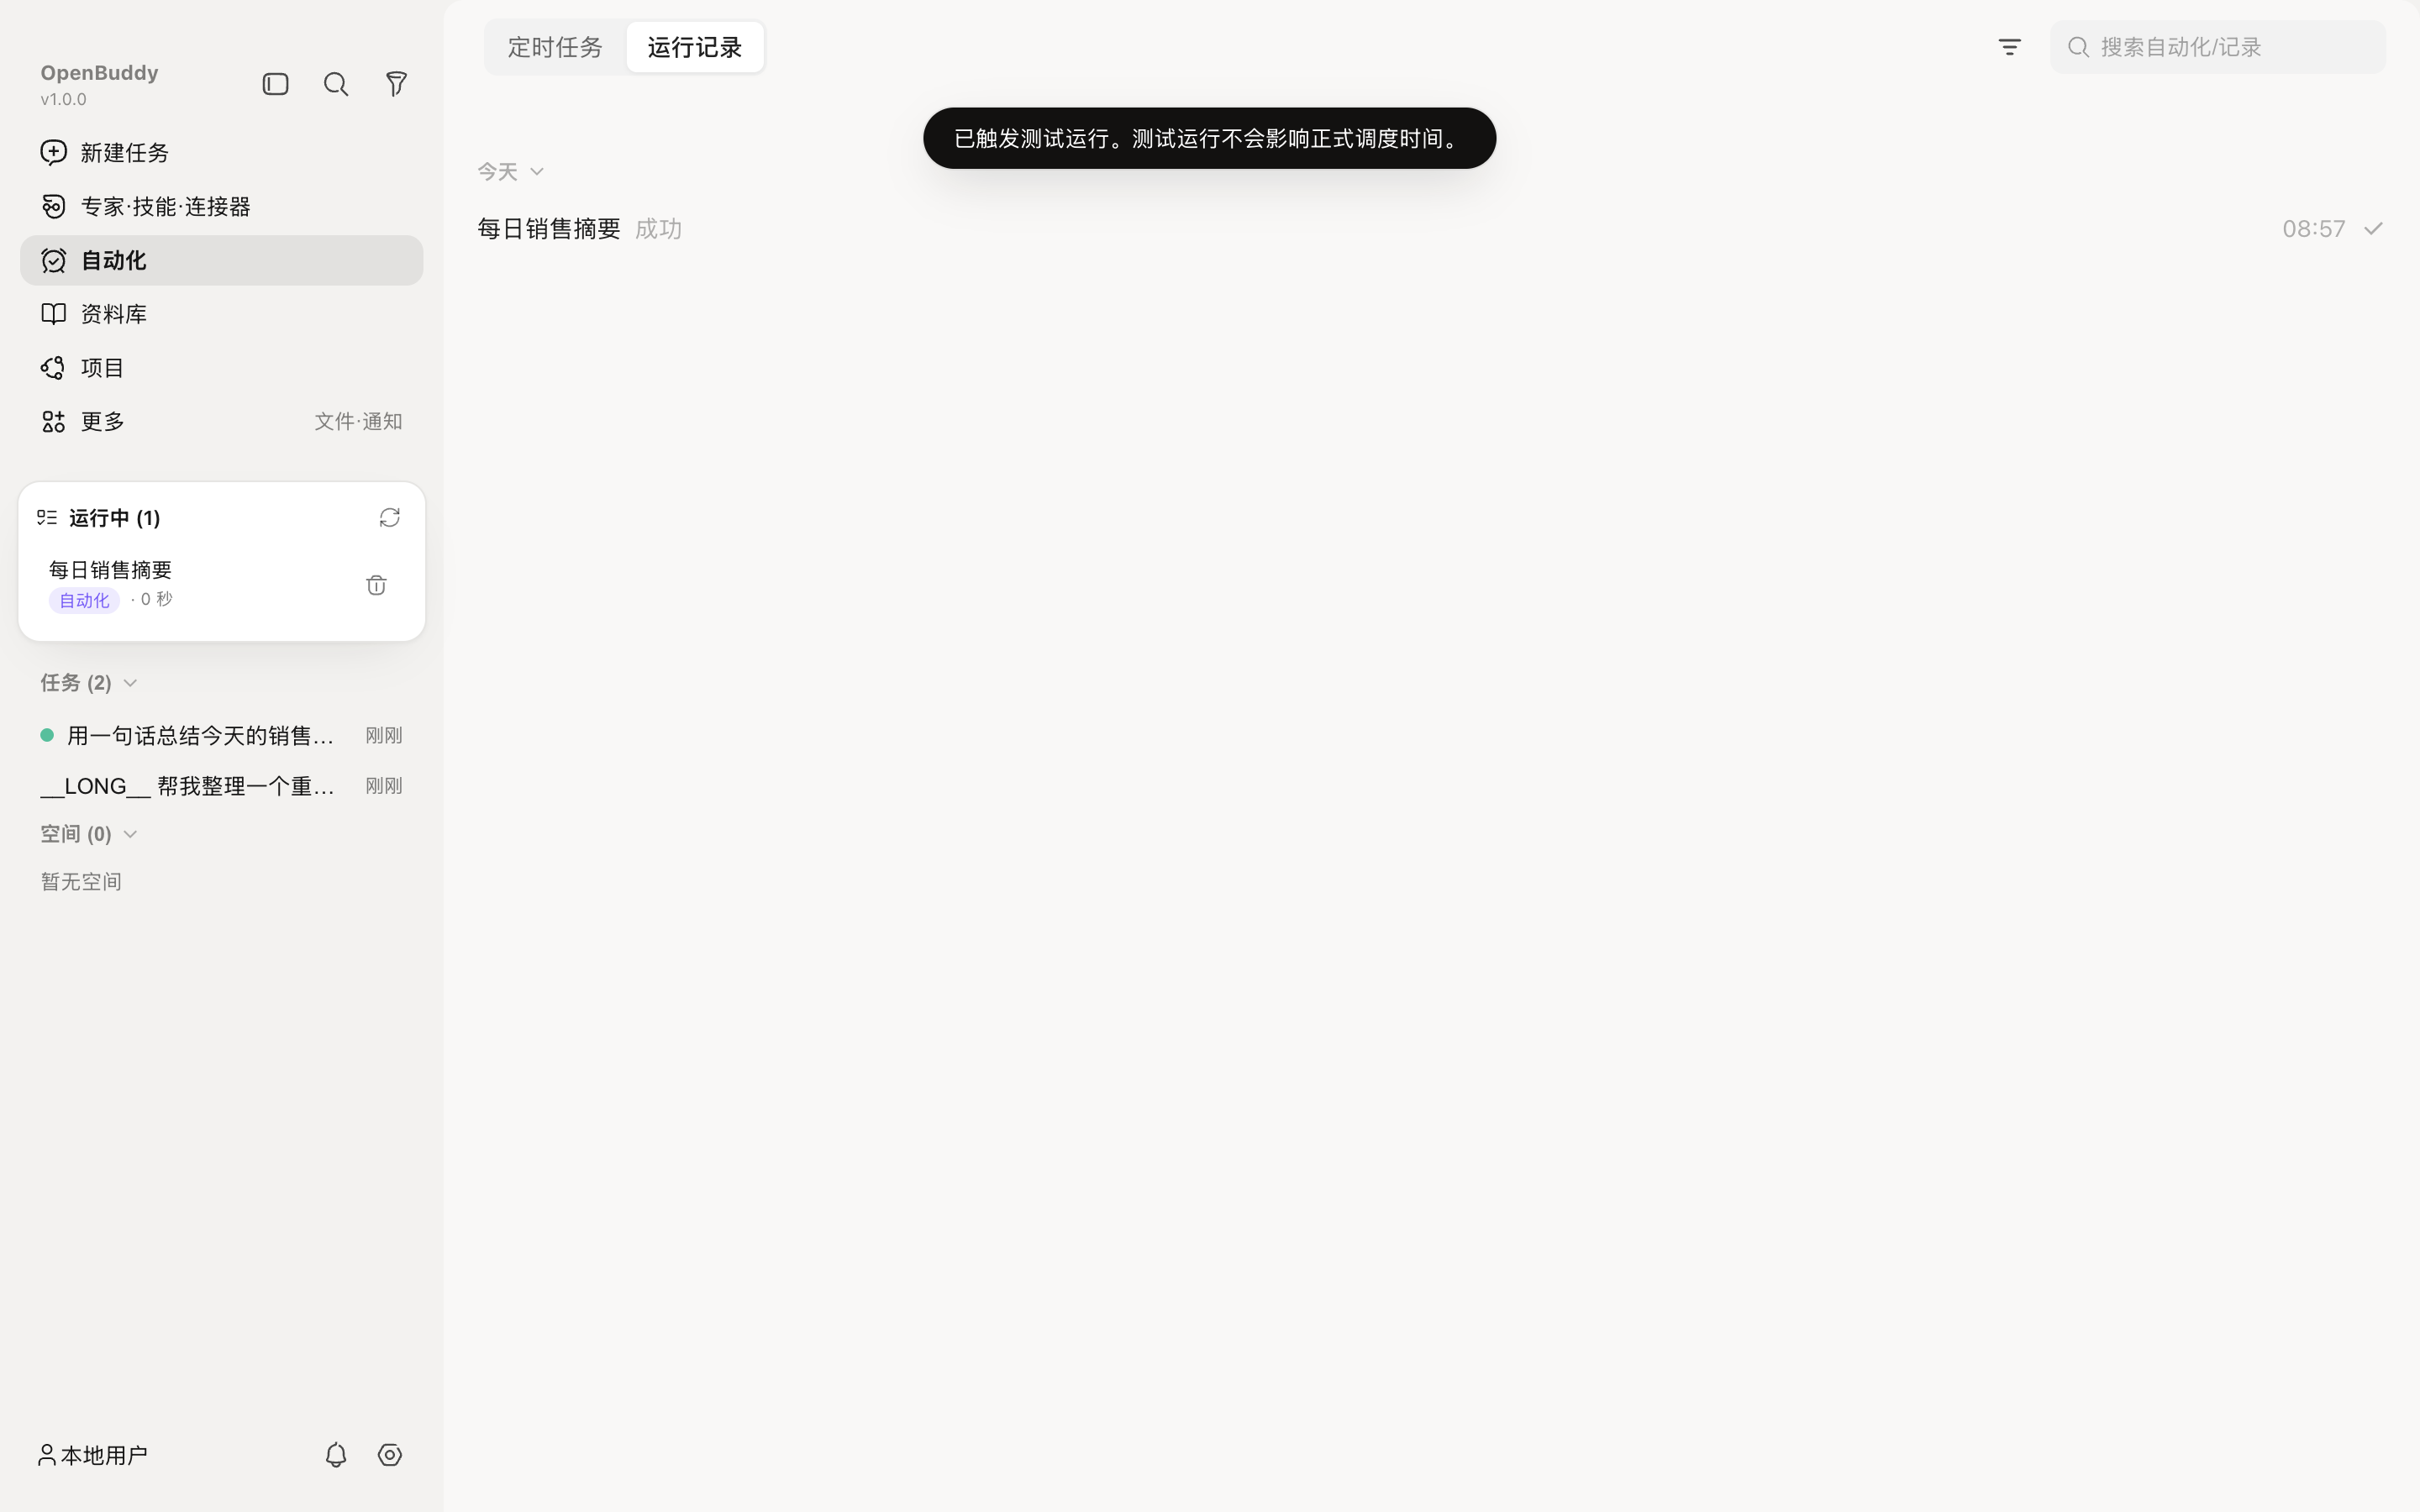 OpenBuddy
v1.0.0
新建任务
专家·技能·连接器
自动化
资料库
项目
更多 文件·通知
运行中 (1)
每日销售摘要
自动化 · 0 秒
任务 (2)
用一句话总结今天的销售... 刚刚
__LONG__ 帮我整理一个重... 刚刚
空间 (0)
暂无空间
本地用户
定时任务 运行记录
搜索自动化/记录
已触发测试运行。测试运行不会影响正式调度时间。
今天
每日销售摘要 成功 08:57